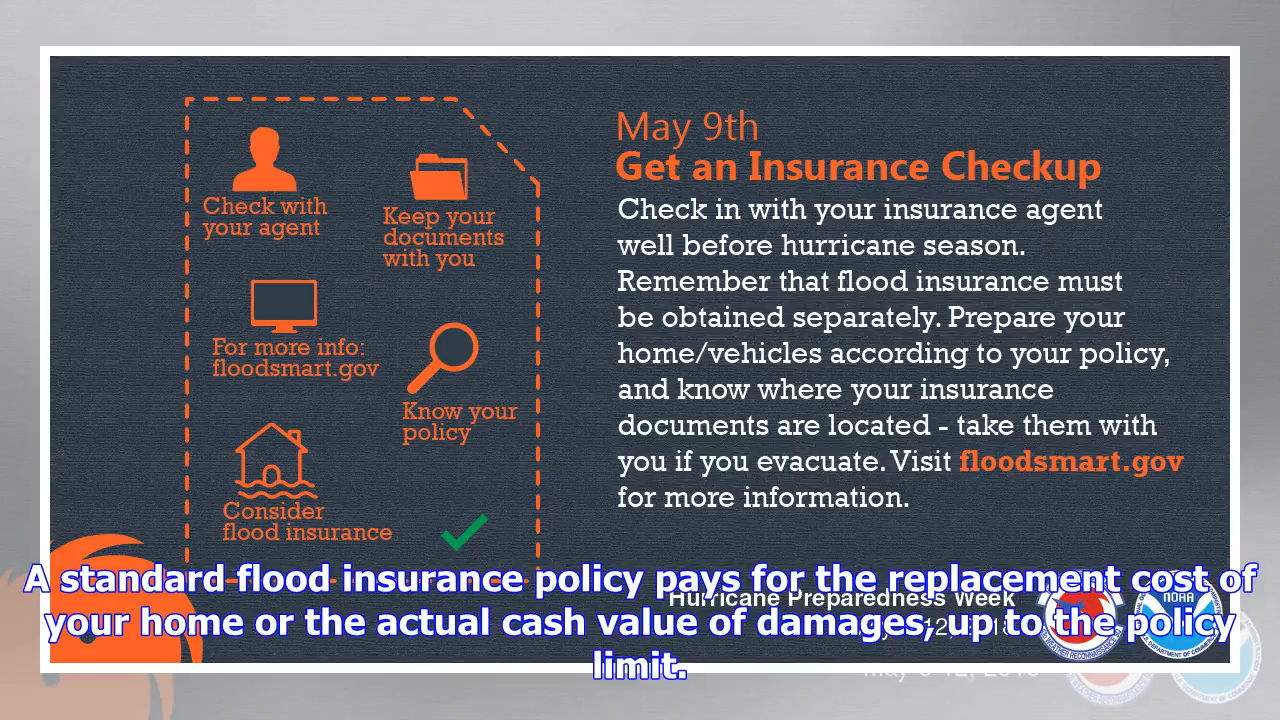 Check with
your agent
Keep your
documents
with you
For more info:
floodsmart.gov
Know your
policy
Consider
flood insurance
May 9th
Get an Insurance Checkup
Check in with your insurance agent
well before hurricane season.
Remember that flood insurance must
be obtained separately. Prepare your
home/vehicles according to your policy,
and know where your insurance
documents are located - take them with
you if you evacuate. Visit floodsmart.gov
for more information.
Hurricane Preparedness Week
NOAA
A standard flood insurance policy pays for the replacement cost of
your home or the actual cash value of damages, up to the policy
limit.